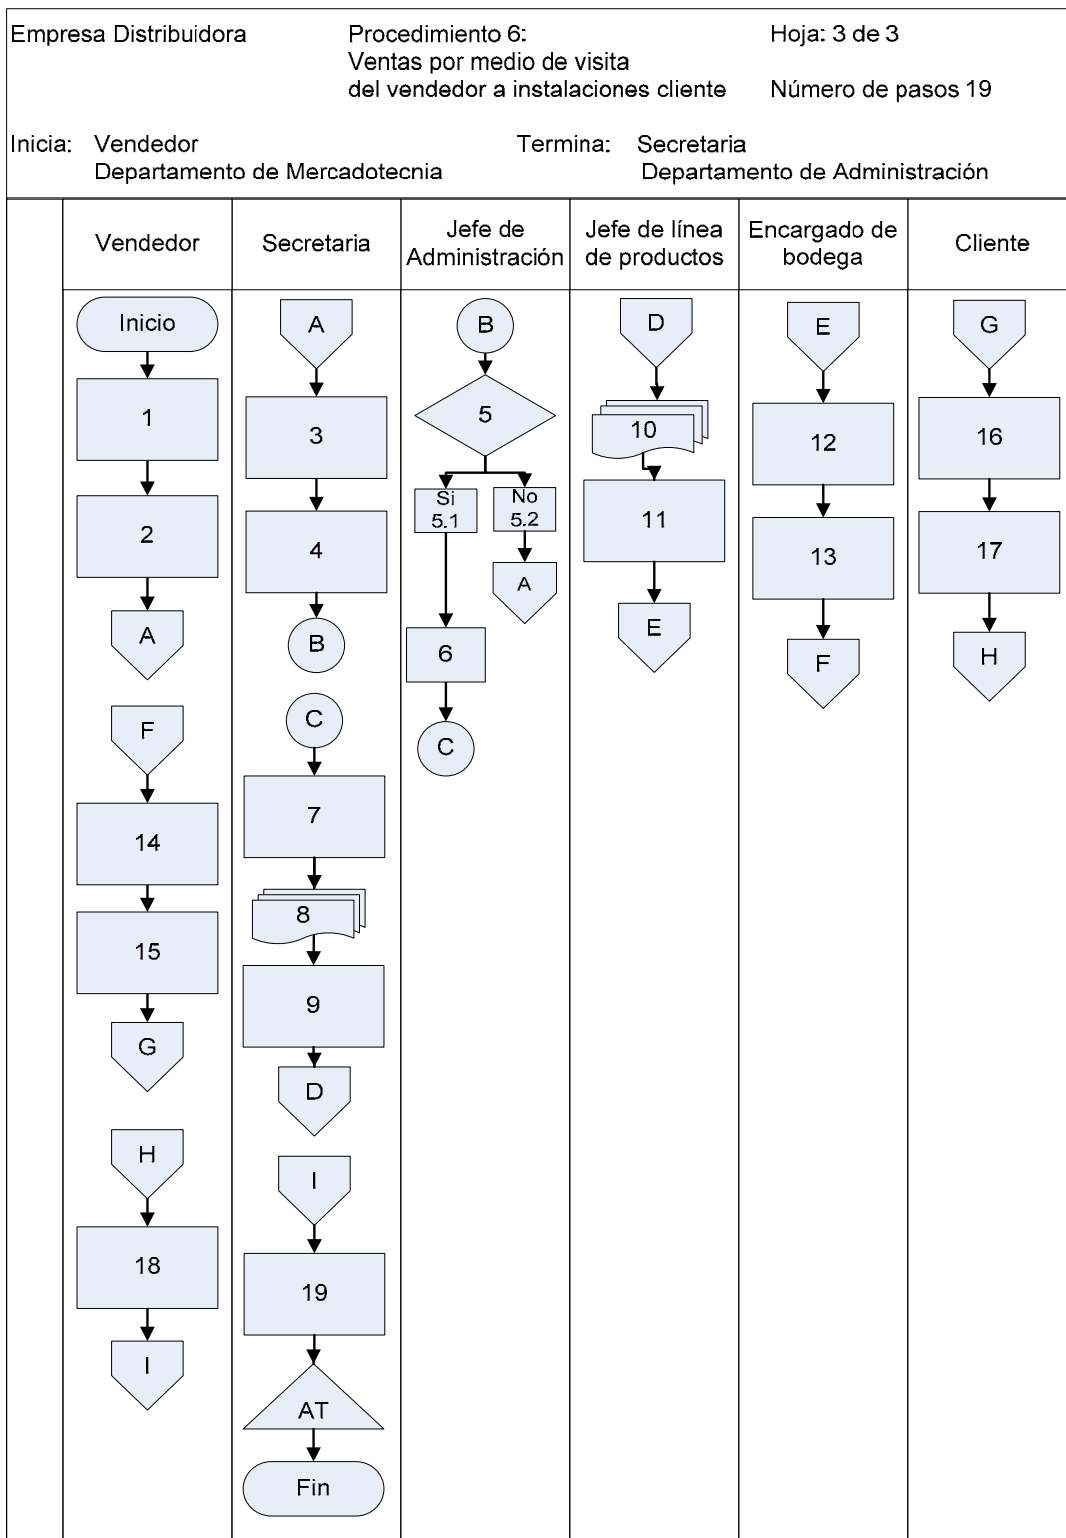 Empresa Distribuidora
Procedimiento 6:
Ventas por medio de visita
del vendedor a instalaciones cliente
Hoja: 3 de 3
Número de pasos 19
Inicia: Vendedor
Departamento de Mercadotecnia
Termina: Secretaria
Departamento de Administración
Vendedor
Secretaria
Jefe de
Administración
Jefe de línea
de productos
Encargado de
bodega
Cliente
Inicio
1
2
A
F
14
15
G
H
18
I
A
3
4
B
C
7
8
9
D
I
19
AT
Fin
B
5
Si
5.1
No
5.2
A
6
C
D
10
11
E
E
12
13
F
G
16
17
H